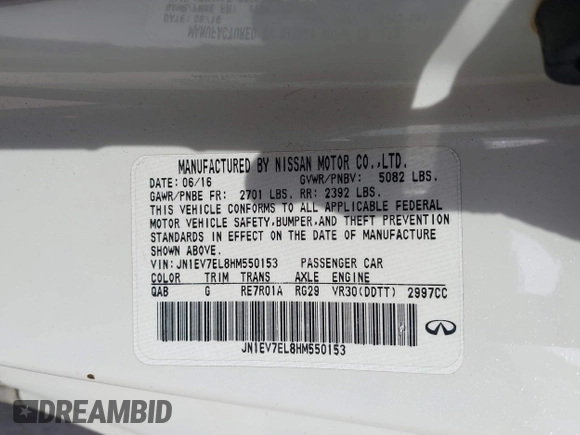 MANUFACTURED BY NISSAN MOTOR CO.,LTD.
DATE: 06/16 GVWR/PNBV: 5082 LBS.
GAWR/PNBE FR: 2701 LBS. RR: 2392 LBS.
THIS VEHICLE CONFORMS TO ALL APPLICABLE FEDERAL
MOTOR VEHICLE SAFETY,BUMPER,AND THEFT PREVENTION
STANDARDS IN EFFECT ON THE DATE OF MANUFACTURE
SHOWN ABOVE.
VIN: JN1EV7EL8HM550153 PASSENGER CAR
COLOR TRIM TRANS AXLE ENGINE
QAB G RE7R01A RG29 VR30(DDTT) 2997CC
JN1EV7EL8HM550153
DREAMBID